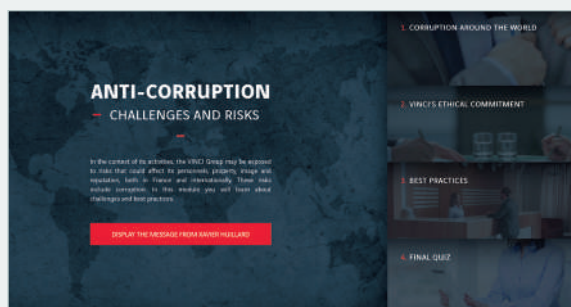 ANTI-CORRUPTION
CHALLENGES AND RISKS
In the context of its activities, the VINCI Group may be exposed
to risks that could affect its personnels, property, image and
reputation, both in France and internationally. These risks
include corruption. In this module you will learn about
challenges and best practices.
DISPLAY THE MESSAGE FROM XAVIER HUILLARD
1. CORRUPTION AROUND THE WORLD
2. VINCI'S ETHICAL COMMITMENT
3. BEST PRACTICES
4. FINAL QUIZ